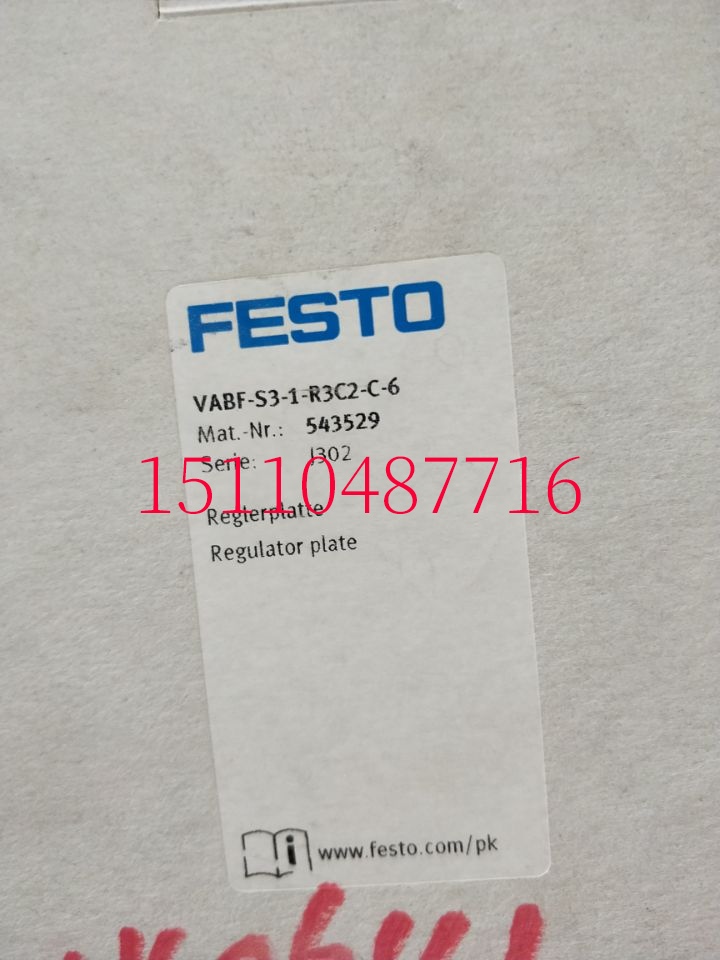 FESTO
VABF-S3-1-R3C2-C-6
Mat.-Nr.: 543529
Serie: J302
15110487716
Reglerplatte
Regulator plate
www.festo.com/pk